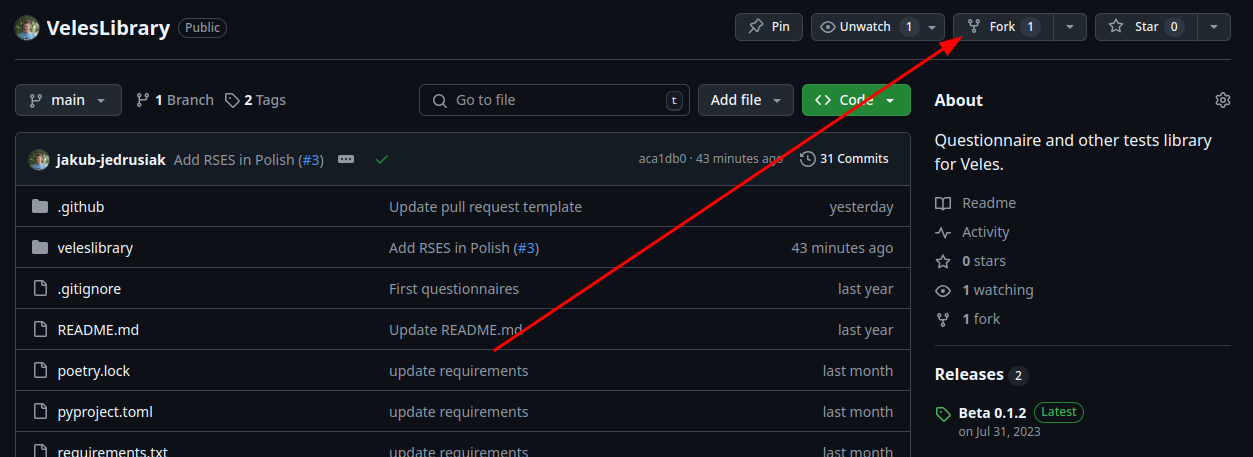 VelesLibrary Public Pin Unwatch 1 Fork 1 Star 0
main 1 Branch 2 Tags Go to file t Add file Code
jakub-jedrusiak Add RSES in Polish (#3) aca1db0 · 43 minutes ago 31 Commits
.github Update pull request template yesterday
veleslibrary Add RSES in Polish (#3) 43 minutes ago
.gitignore First questionnaires last year
README.md Update README.md last year
poetry.lock update requirements last month
pyproject.toml update requirements last month
requirements.txt update requirements last month
About
Questionnaire and other tests library
for Veles.
Readme
Activity
0 stars
1 watching
1 fork
Releases 2
Beta 0.1.2 Latest
on Jul 31, 2023